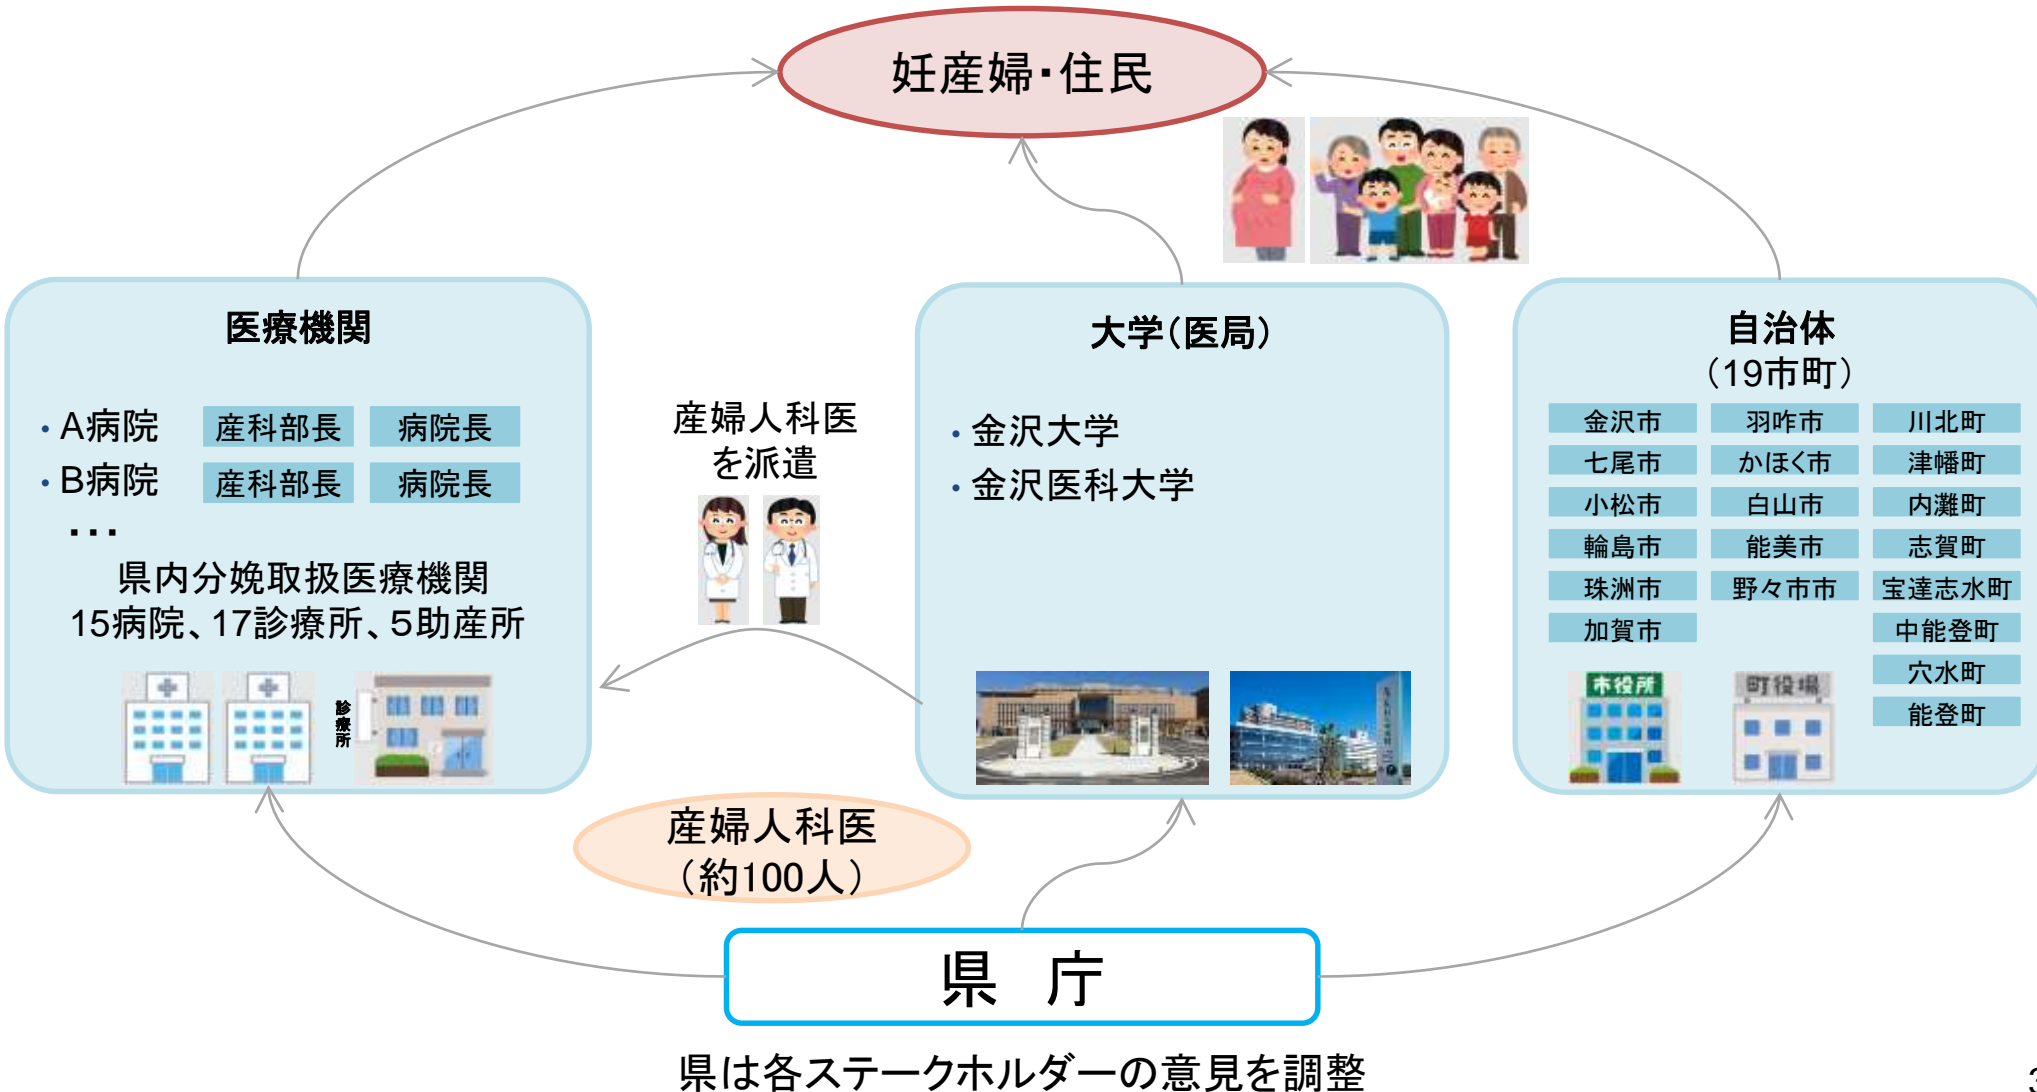 妊産婦・住民
医療機関
・A病院 産科部長 病院長
・B病院 産科部長 病院長
・・・
県内分娩取扱医療機関
15病院、17診療所、5助産所
診療所
産婦人科医
を派遣
大学（医局）
・金沢大学
・金沢医科大学
自治体
（19市町）
金沢市 羽咋市 川北町
七尾市 かほく市 津幡町
小松市 白山市 内灘町
輪島市 能美市 志賀町
珠洲市 野々市市 宝達志水町
加賀市 中能登町
穴水町
能登町
市役所
町役場
産婦人科医
（約100人）
県 庁
県は各ステークホルダーの意見を調整